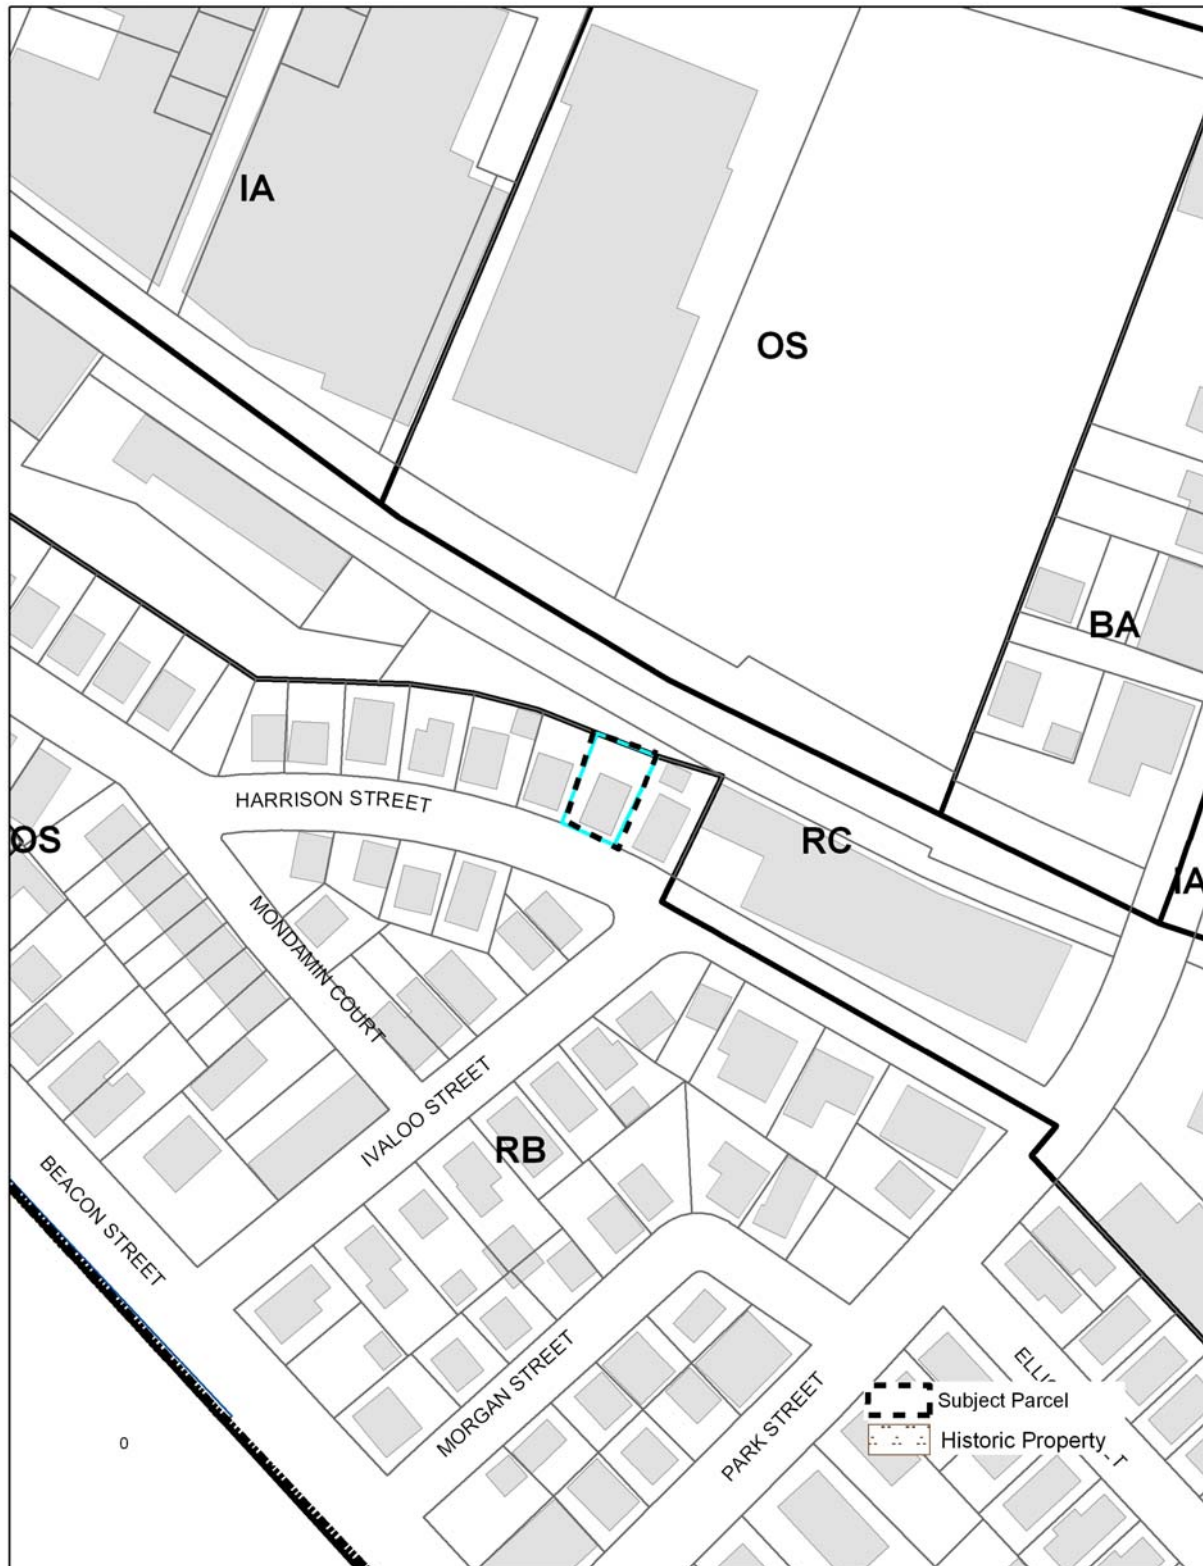 IA
OS
BA
HARRISON STREET
OS
RC
IA
MONDAMIN COURT
IVALOO STREET
RB
BEACON STREET
MORGAN STREET
PARK STREET
Subject Parcel
Historic Property
0